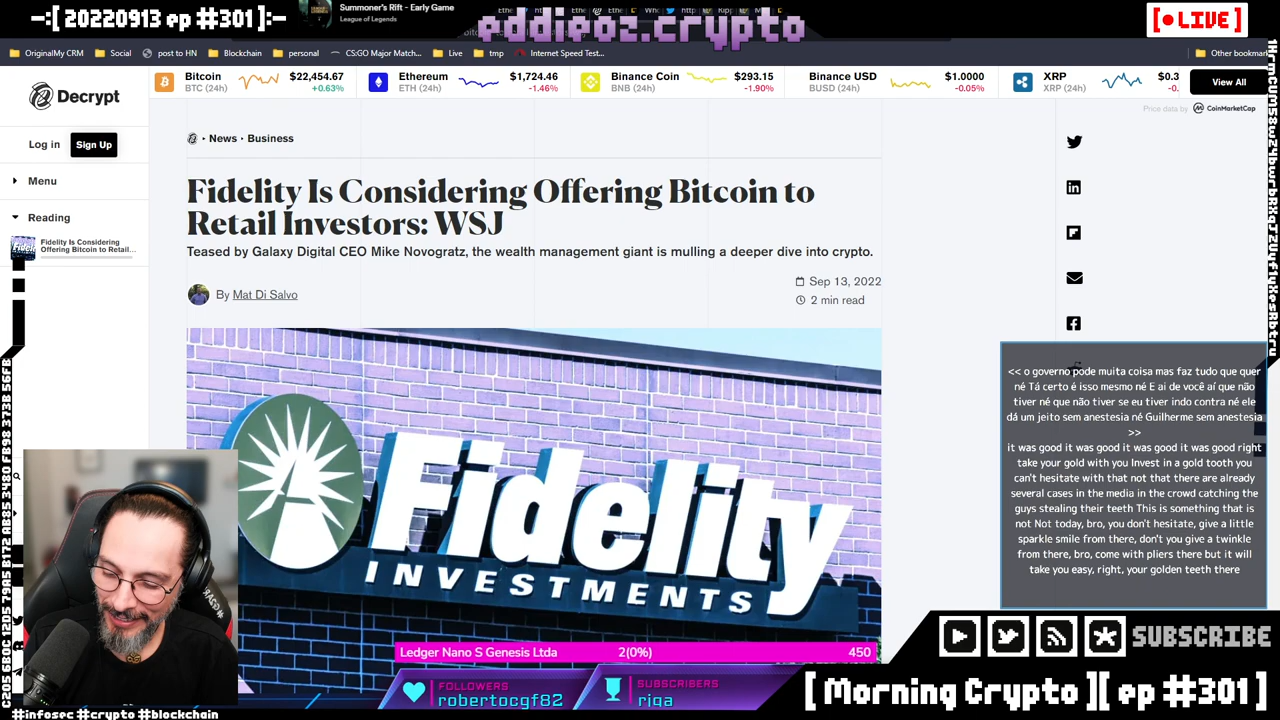 -:[ 20220913 ep #301 ]:-
Summoner's Rift - Early Game
League of Legends
eddieoz.crypto
[ • LIVE ]
OriginalMy CRM
Social
post to HN
Blockchain
personal
CS:GO Major Match...
Live
tmp
Internet Speed Test...
Other bookmar
Decrypt
Bitcoin $22,454.67
BTC (24h) +0.63%
Ethereum $1,724.46
ETH (24h) -1.46%
Binance Coin $293.15
BNB (24h) -1.90%
Binance USD $1.0000
BUSD (24h) -0.05%
XRP $0.3
XRP (24h) -0.
View All
Price data by CoinMarketCap
Log in
Sign Up
Menu
Reading
Fidelity Is Considering
Offering Bitcoin to Retail...
News • Business
Fidelity Is Considering Offering Bitcoin to
Retail Investors: WSJ
Teased by Galaxy Digital CEO Mike Novogratz, the wealth management giant is mulling a deeper dive into crypto.
By Mat Di Salvo
Sep 13, 2022
2 min read
Fidelity
INVESTMENTS
<< o governo pode muita coisa mas faz tudo que quer
né Tá certo é isso mesmo né E ai de você aí que não
tiver né que não tiver se eu tiver indo contra né ele
dá um jeito sem anestesia né Guilherme sem anestesia
>>
it was good it was good it was good it was good right
take your gold with you Invest in a gold tooth you
can't hesitate with that not that there are already
several cases in the media in the crowd catching the
guys stealing their teeth This is something that is
not Not today, bro, you don't hesitate, give a little
sparkle smile from there, don't you give a twinkle
from there, bro, come with pliers there but it will
take you easy, right, your golden teeth there
Ledger Nano S Genesis Ltda 2(0%) 450
FOLLOWERS
robertocgf82
SUBSCRIBERS
riga
SUBSCRIBE
[ Morning Crypto ][ ep #301 ]
#infosec #crypto #blockchain